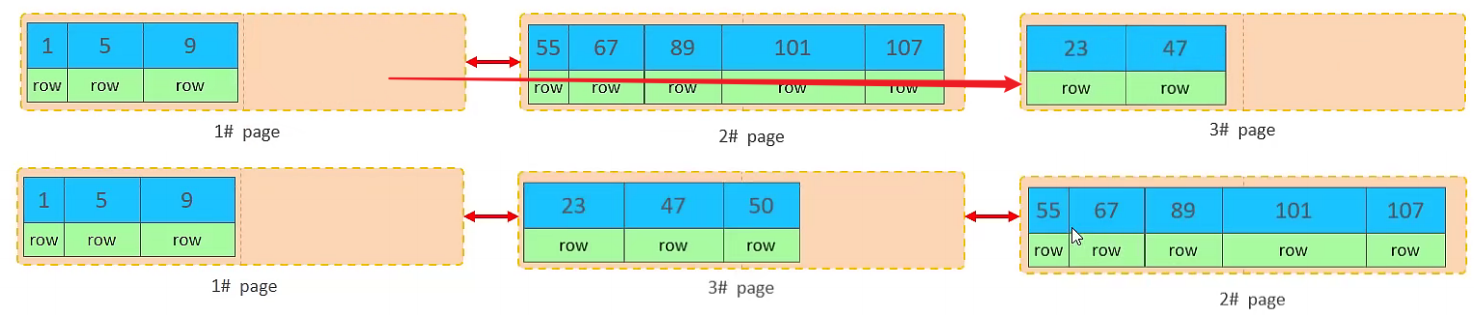 1 5 9
row row row
1# page
55 67 89 101 107
row row row row row
2# page
23 47
row row
3# page
1 5 9
row row row
1# page
23 47 50
row row row
3# page
55 67 89 101 107
row row row row row
2# page